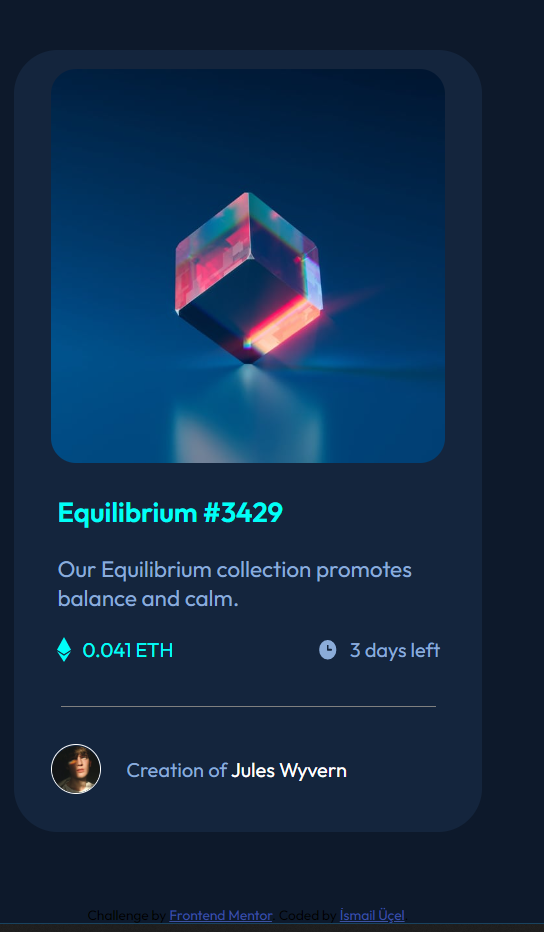 Equilibrium #3429
Our Equilibrium collection promotes
balance and calm.
0.041 ETH
3 days left
Creation of Jules Wyvern
Challenge by Frontend Mentor. Coded by İsmail Üçel.